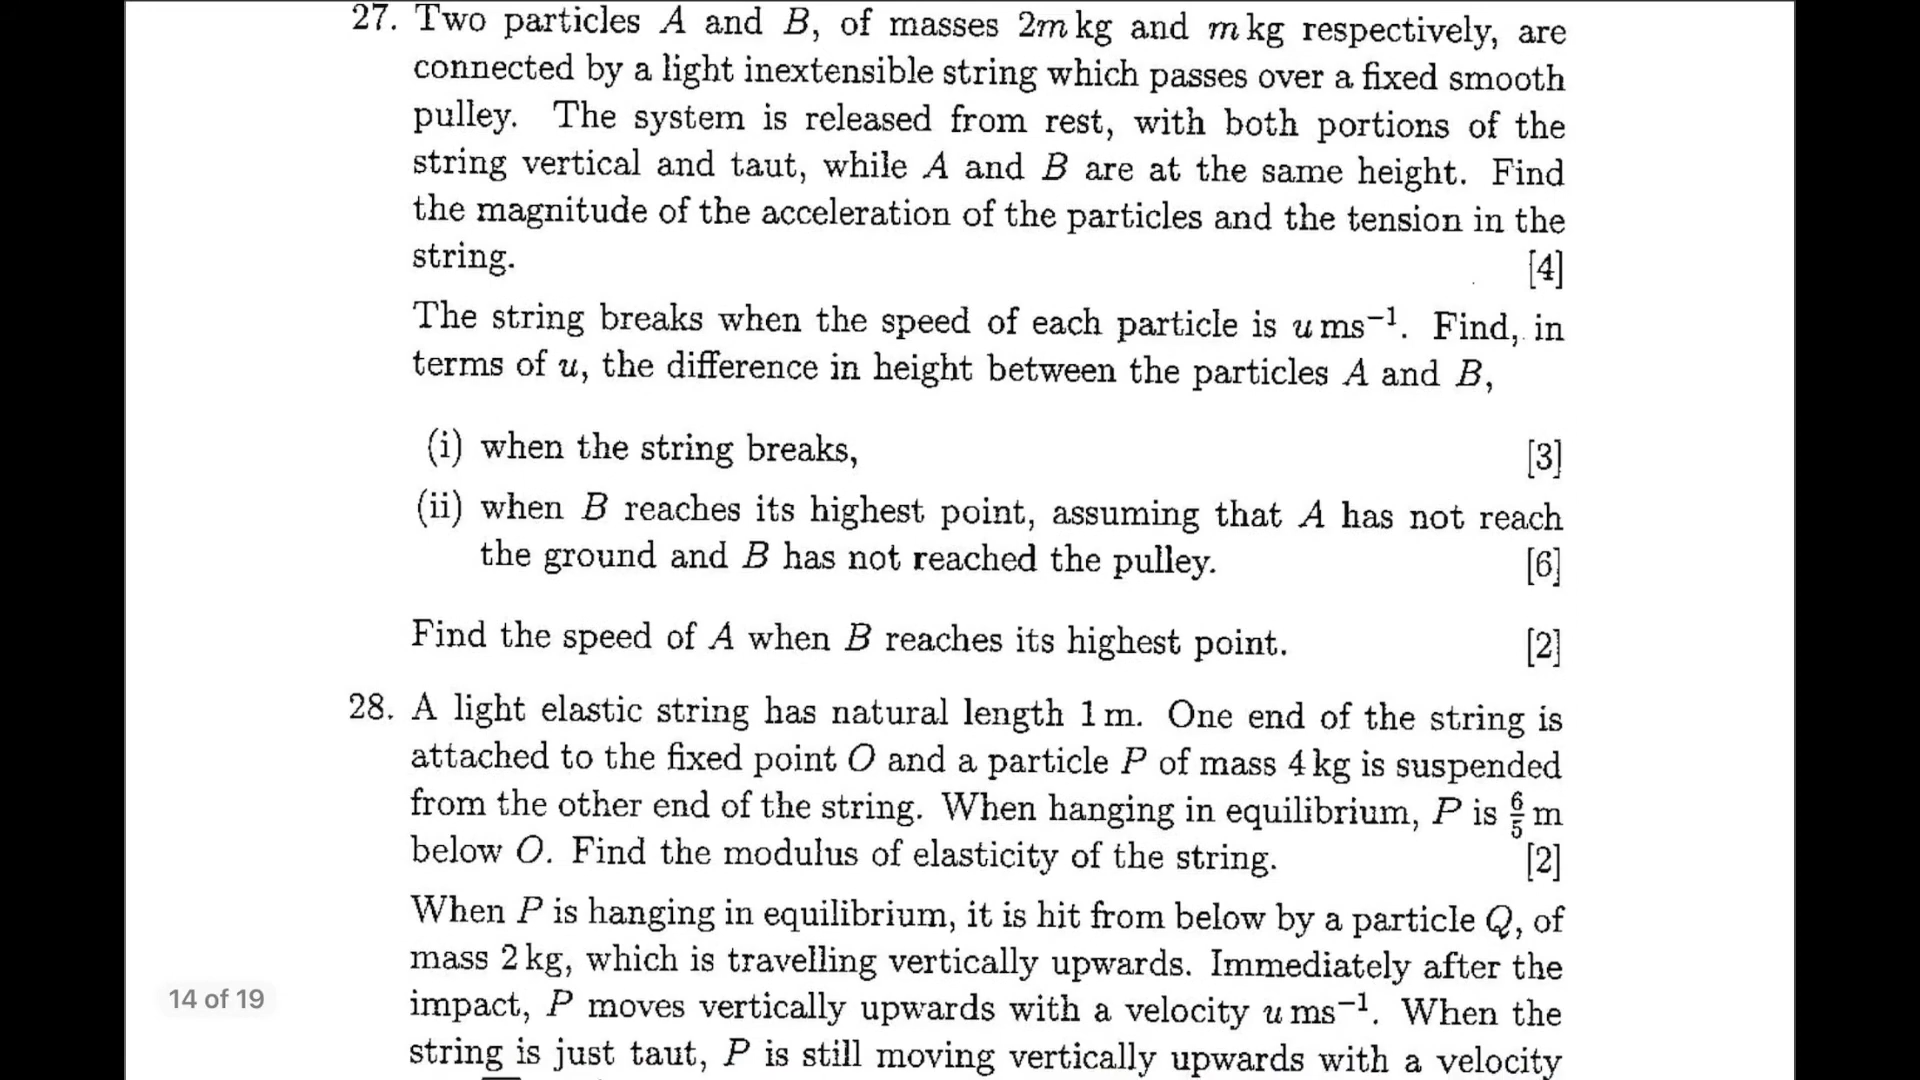 27. Two particles A and B, of masses 2m kg and m kg respectively, are
connected by a light inextensible string which passes over a fixed smooth
pulley. The system is released from rest, with both portions of the
string vertical and taut, while A and B are at the same height. Find
the magnitude of the acceleration of the particles and the tension in the
string. [4]
The string breaks when the speed of each particle is u ms⁻¹. Find, in
terms of u, the difference in height between the particles A and B,
(i) when the string breaks, [3]
(ii) when B reaches its highest point, assuming that A has not reach
the ground and B has not reached the pulley. [6]
Find the speed of A when B reaches its highest point. [2]
28. A light elastic string has natural length 1 m. One end of the string is
attached to the fixed point O and a particle P of mass 4 kg is suspended
from the other end of the string. When hanging in equilibrium, P is 6/5 m
below O. Find the modulus of elasticity of the string. [2]
When P is hanging in equilibrium, it is hit from below by a particle Q, of
mass 2 kg, which is travelling vertically upwards. Immediately after the
impact, P moves vertically upwards with a velocity u ms⁻¹. When the
string is just taut, P is still moving vertically upwards with a velocity
14 of 19